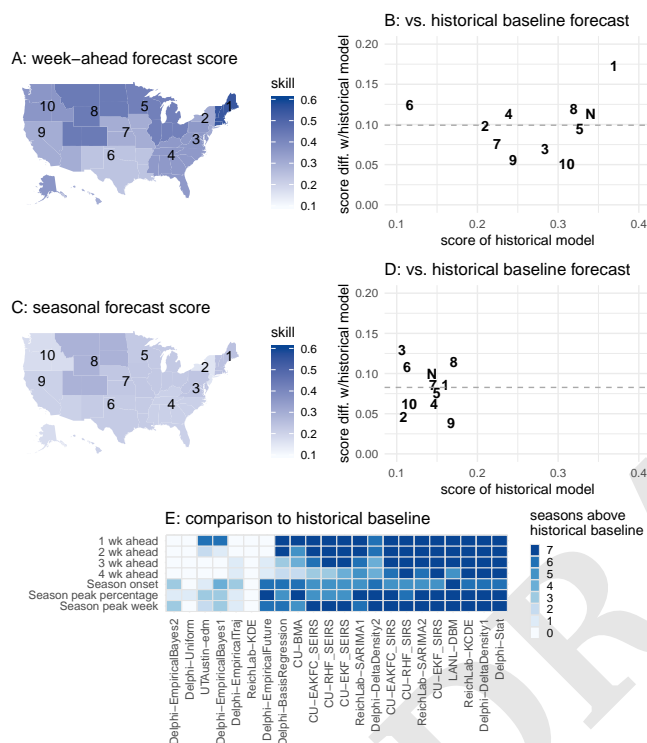 A: week−ahead forecast score
skill
0.6
0.5
0.4
0.3
0.2
0.1
1
2
3
4
5
6
7
8
9
10
B: vs. historical baseline forecast
score diff. w/historical model
0.20
0.15
0.10
0.05
0.00
1
6
4
8
N
2
5
7
3
9
10
0.1
0.2
0.3
0.4
score of historical model
C: seasonal forecast score
skill
0.6
0.5
0.4
0.3
0.2
0.1
1
2
3
4
5
6
7
8
9
10
D: vs. historical baseline forecast
score diff. w/historical model
0.20
0.15
0.10
0.05
0.00
3
8
8
N
7
1
5
10
4
2
9
0.1
0.2
0.3
0.4
score of historical model
E: comparison to historical baseline
1 wk ahead
2 wk ahead
3 wk ahead
4 wk ahead
Season onset
Season peak percentage
Season peak week
Delphi−EmpiricalBayes2
Delphi−Uniform
UTAustin−edm
Delphi−EmpiricalBayes1
Delphi−EmpiricalTraj
ReichLab−KDE
Delphi−EmpiricalFuture
Delphi−BasisRegression
CU−BMA
CU−EAKFC_SEIRS
CU−RHF_SEIRS
CU−EKF_SEIRS
ReichLab−SARIMA1
Delphi−DeltaDensity2
CU−EAKFC_SIRS
CU−RHF_SIRS
ReichLab−SARIMA2
CU−EKF_SIRS
LANL−DBM
ReichLab−KCDE
Delphi−DeltaDensity1
Delphi−Stat
seasons above
historical baseline
7
6
5
4
3
2
1
0